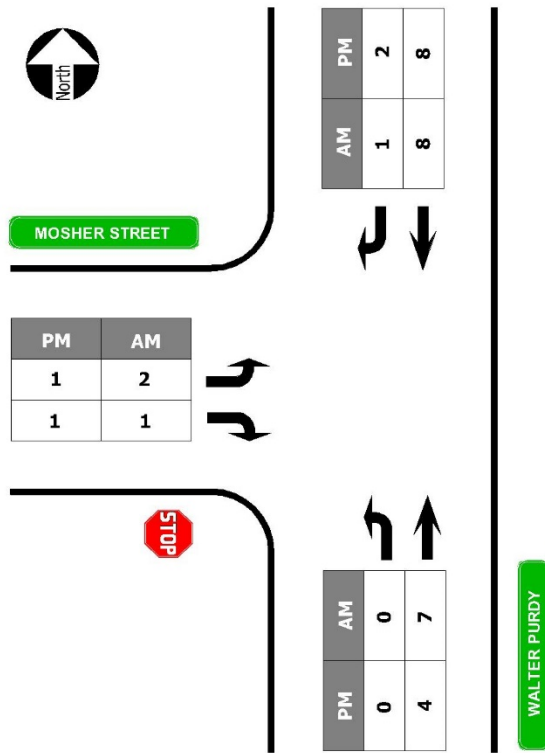 North
PM 2 8
AM 1 8
MOSHER STREET
PM AM
1 2
1 1
STOP
AM 0 7
PM 0 4
WALTER PURDY